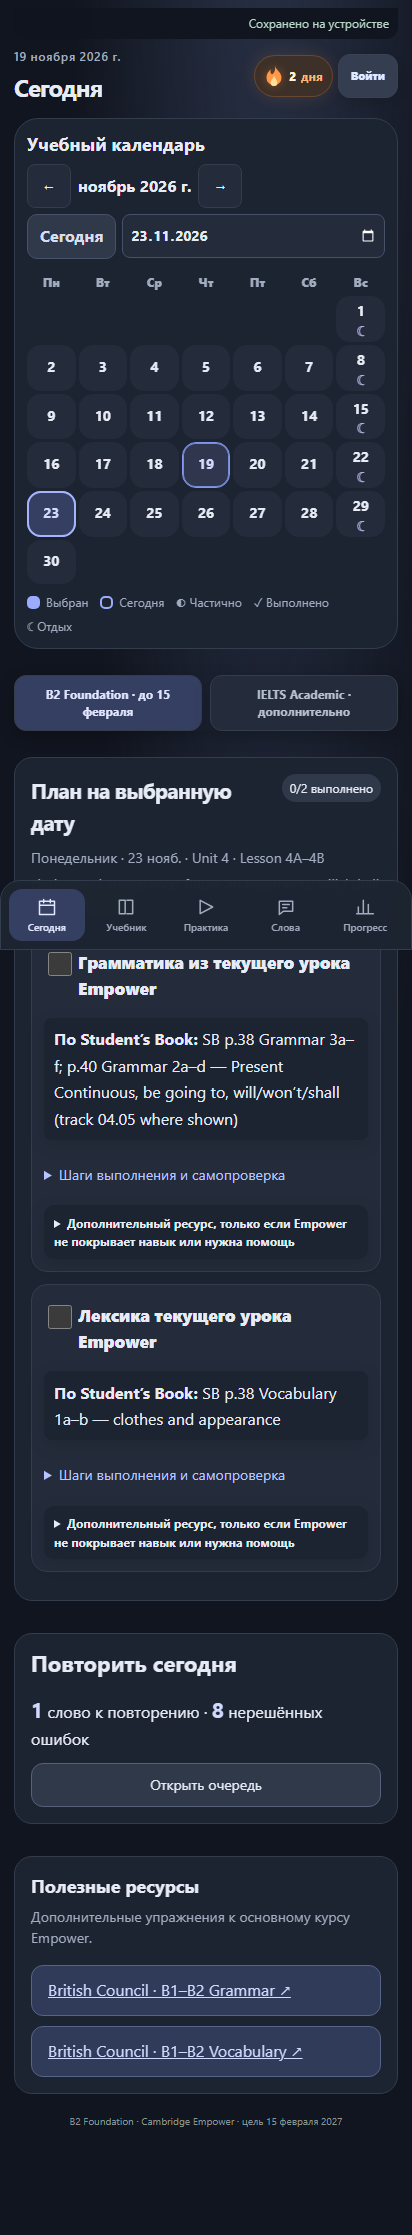 Сохранено на устройстве
19 ноября 2026 г.
Сегодня
2 дня
Войти
Учебный календарь
← ноябрь 2026 г. →
Сегодня 23.11.2026
Пн Вт Ср Чт Пт Сб Вс
1
☾
2 3 4 5 6 7 8
☾
9 10 11 12 13 14 15
☾
16 17 18 19 20 21 22
☾
23 24 25 26 27 28 29
☾
30
Выбран Сегодня ◐ Частично ✓ Выполнено
☾ Отдых
B2 Foundation · до 15
февраля
IELTS Academic ·
дополнительно
План на выбранную
дату
0/2 выполнено
Понедельник · 23 нояб. · Unit 4 · Lesson 4A–4B
Сегодня Учебник Практика Слова Прогресс
Грамматика из текущего урока
Empower
По Student’s Book: SB p.38 Grammar 3a–
f; p.40 Grammar 2a–d — Present
Continuous, be going to, will/won’t/shall
(track 04.05 where shown)
▶ Шаги выполнения и самопроверка
▶ Дополнительный ресурс, только если Empower
не покрывает навык или нужна помощь
Лексика текущего урока
Empower
По Student’s Book: SB p.38 Vocabulary
1a–b — clothes and appearance
▶ Шаги выполнения и самопроверка
▶ Дополнительный ресурс, только если Empower
не покрывает навык или нужна помощь
Повторить сегодня
1 слово к повторению · 8 нерешённых
ошибок
Открыть очередь
Полезные ресурсы
Дополнительные упражнения к основному курсу
Empower.
British Council · B1–B2 Grammar ↗
British Council · B1–B2 Vocabulary ↗
B2 Foundation · Cambridge Empower · цель 15 февраля 2027